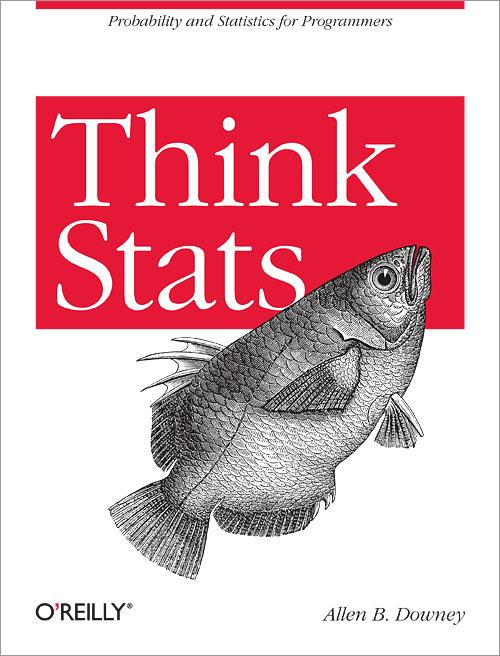 Probability and Statistics for Programmers
Think
Stats
O'REILLY®
Allen B. Downey